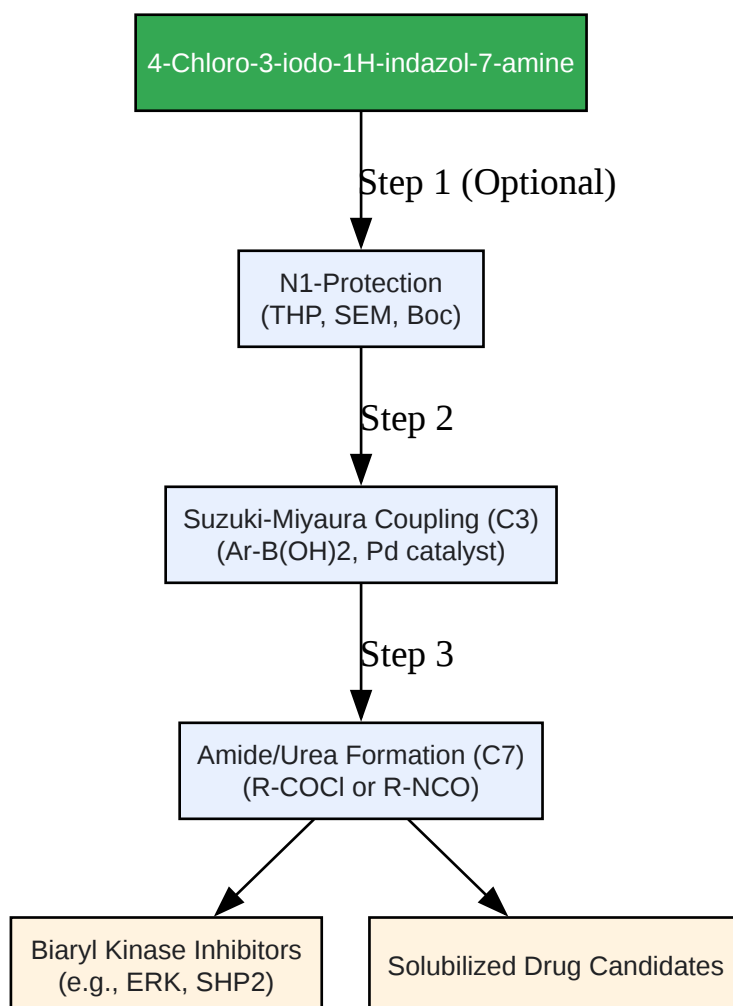 4-Chloro-3-iodo-1H-indazol-7-amine
Step 1 (Optional)
N1-Protection
(THP, SEM, Boc)
Step 2
Suzuki-Miyaura Coupling (C3)
(Ar-B(OH)2, Pd catalyst)
Step 3
Amide/Urea Formation (C7)
(R-COCl or R-NCO)
Biaryl Kinase Inhibitors
(e.g., ERK, SHP2)
Solubilized Drug Candidates